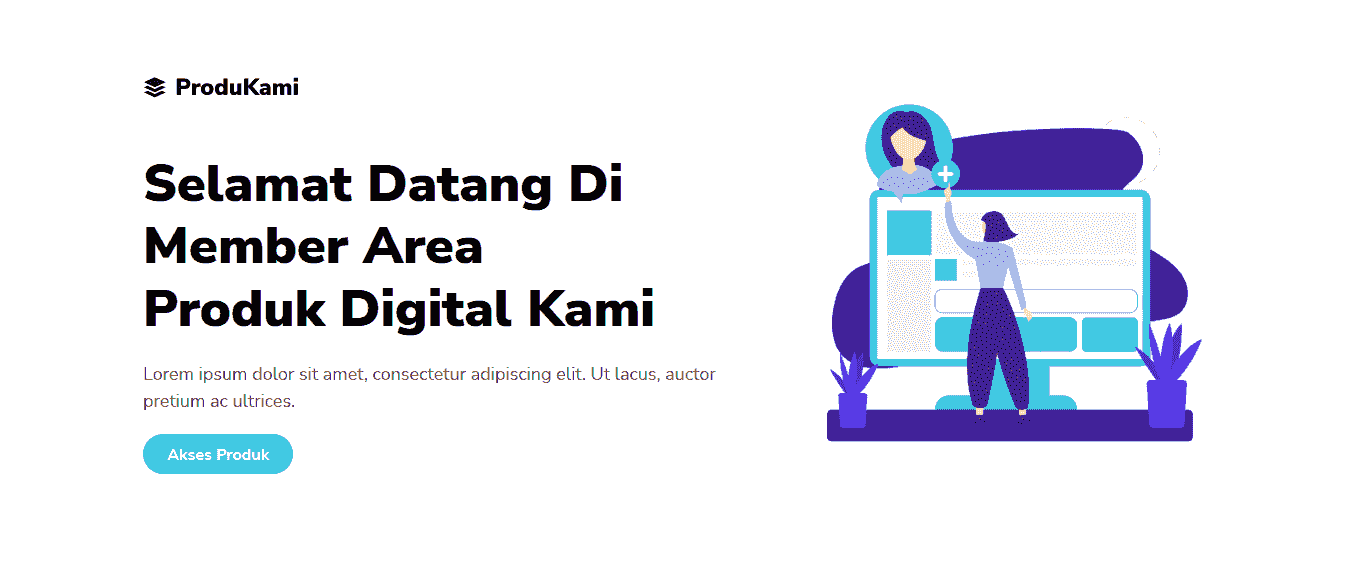 ProduKami
Selamat Datang Di
Member Area
Produk Digital Kami
Lorem ipsum dolor sit amet, consectetur adipiscing elit. Ut lacus, auctor
pretium ac ultrices.
Akses Produk